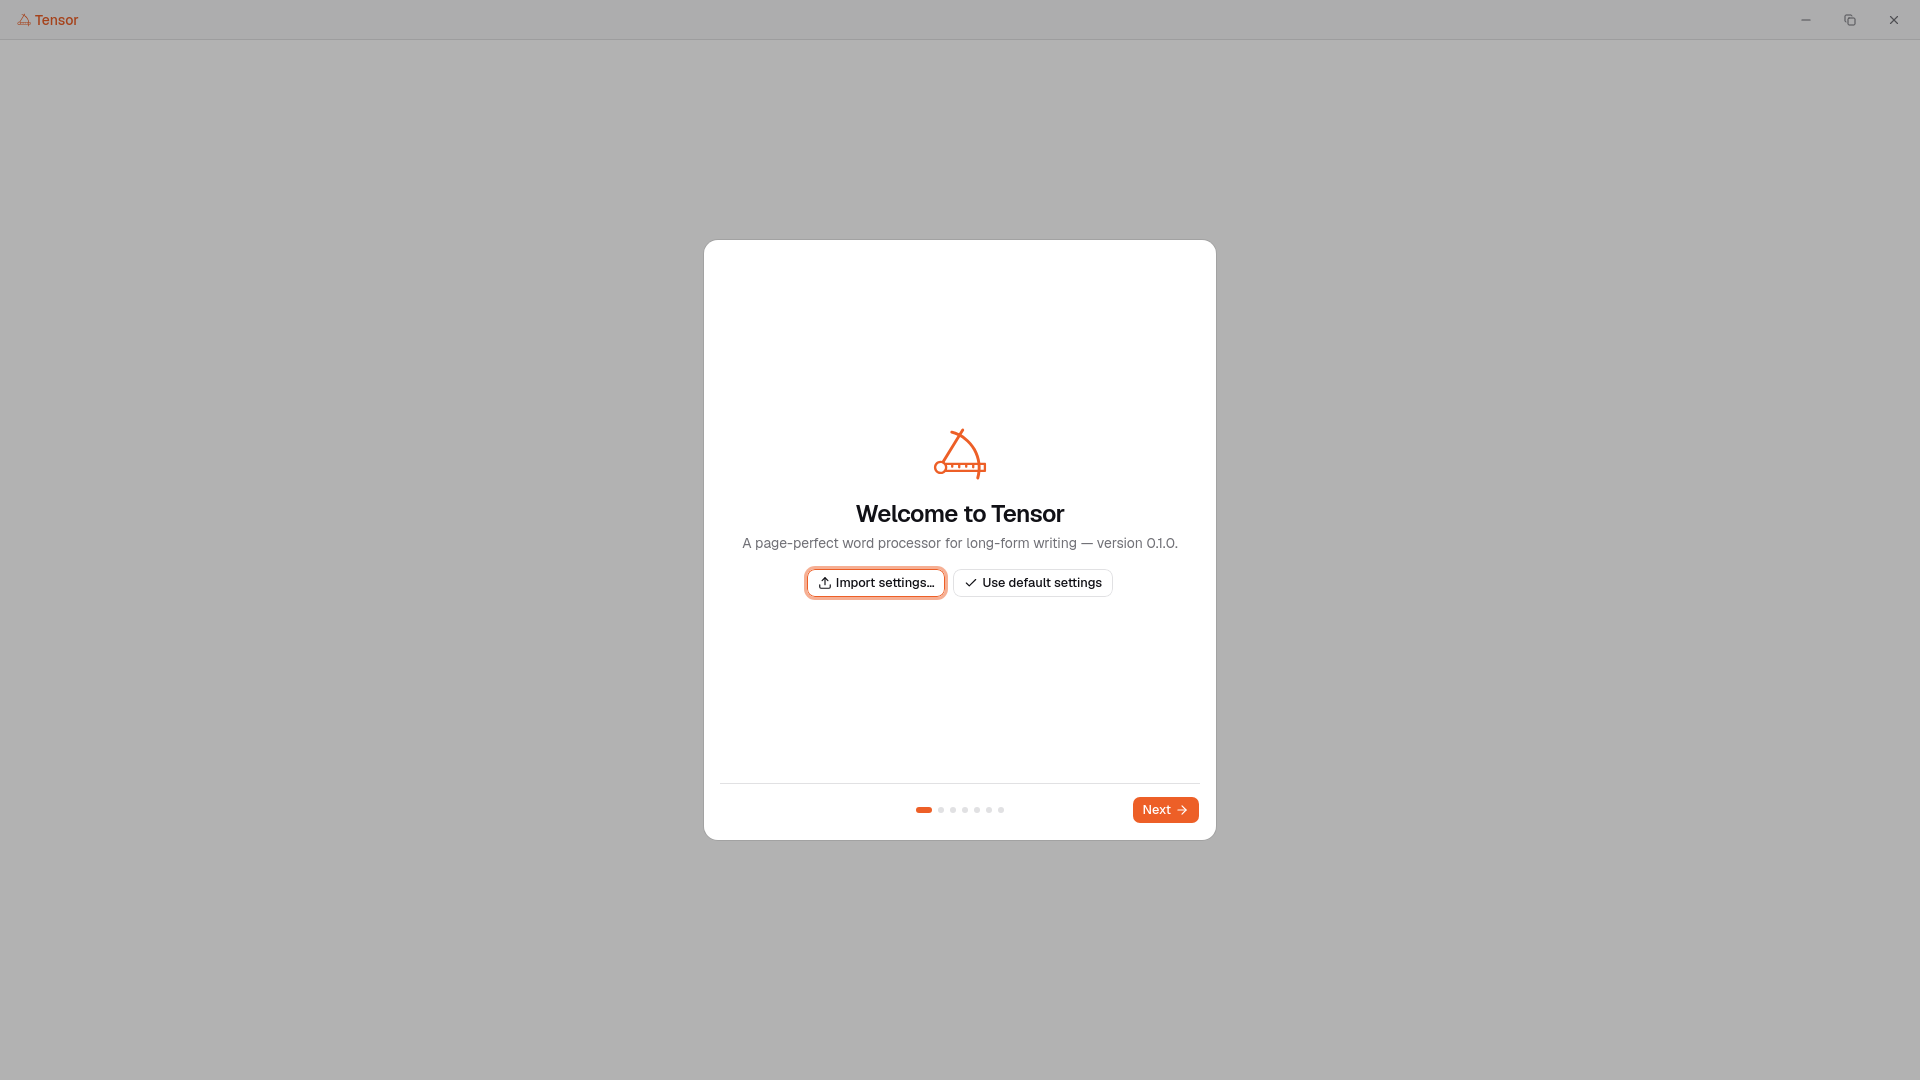 Tensor
Welcome to Tensor
A page-perfect word processor for long-form writing — version 0.1.0.
Import settings...
Use default settings
Next